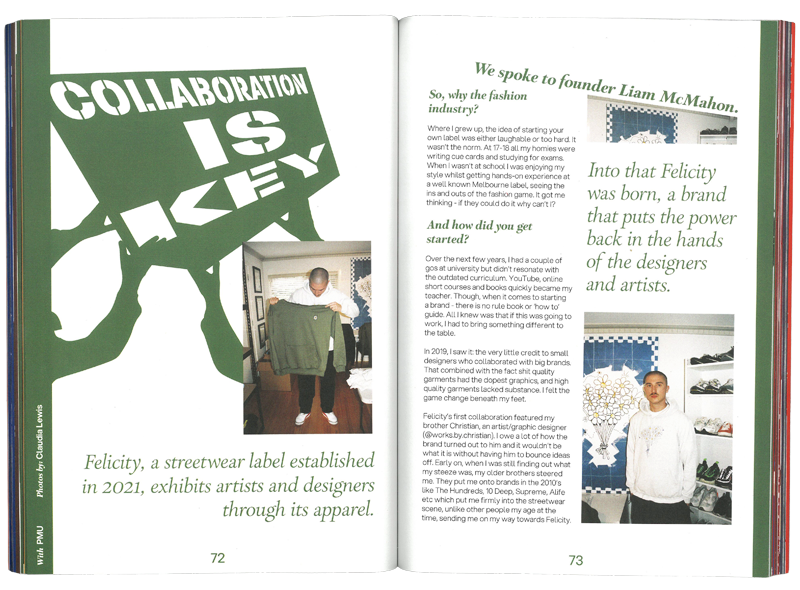 COLLABORATION
IS
KEY
Photos by: Claudia Lewis
With PMU
Felicity, a streetwear label established
in 2021, exhibits artists and designers
through its apparel.
72
We spoke to founder Liam McMahon.
So, why the fashion
industry?
Where I grew up, the idea of starting your
own label was either laughable or too hard. It
wasn't the norm. At 17-18 all my homies were
writing cue cards and studying for exams.
When I wasn't at school I was enjoying my
style whilst getting hands-on experience at
a well known Melbourne label, seeing the
ins and outs of the fashion game. It got me
thinking - if they could do it why can't I?
And how did you get
started?
Over the next few years, I had a couple of
gos at university but didn't resonate with
the outdated curriculum. YouTube, online
short courses and books quickly became my
teacher. Though, when it comes to starting
a brand - there is no rule book or 'how to'
guide. All I knew was that if this was going to
work, I had to bring something different to
the table.
In 2019, I saw it: the very little credit to small
designers who collaborated with big brands.
That combined with the fact shit quality
garments had the dopest graphics, and high
quality garments lacked substance. I felt the
game change beneath my feet.
Felicity's first collaboration featured my
brother Christian, an artist/graphic designer
(@works.by.christian). I owe a lot of how the
brand turned out to him and it wouldn't be
what it is without having him to bounce ideas
off. Early on, when I was still finding out what
my steeze was, my older brothers steered
me. They put me onto brands in the 2010's
like The Hundreds, 10 Deep, Supreme, Alife
etc which put me firmly into the streetwear
scene, unlike other people my age at the
time, sending me on my way towards Felicity.
Into that Felicity
was born, a brand
that puts the power
back in the hands
of the designers
and artists.
73